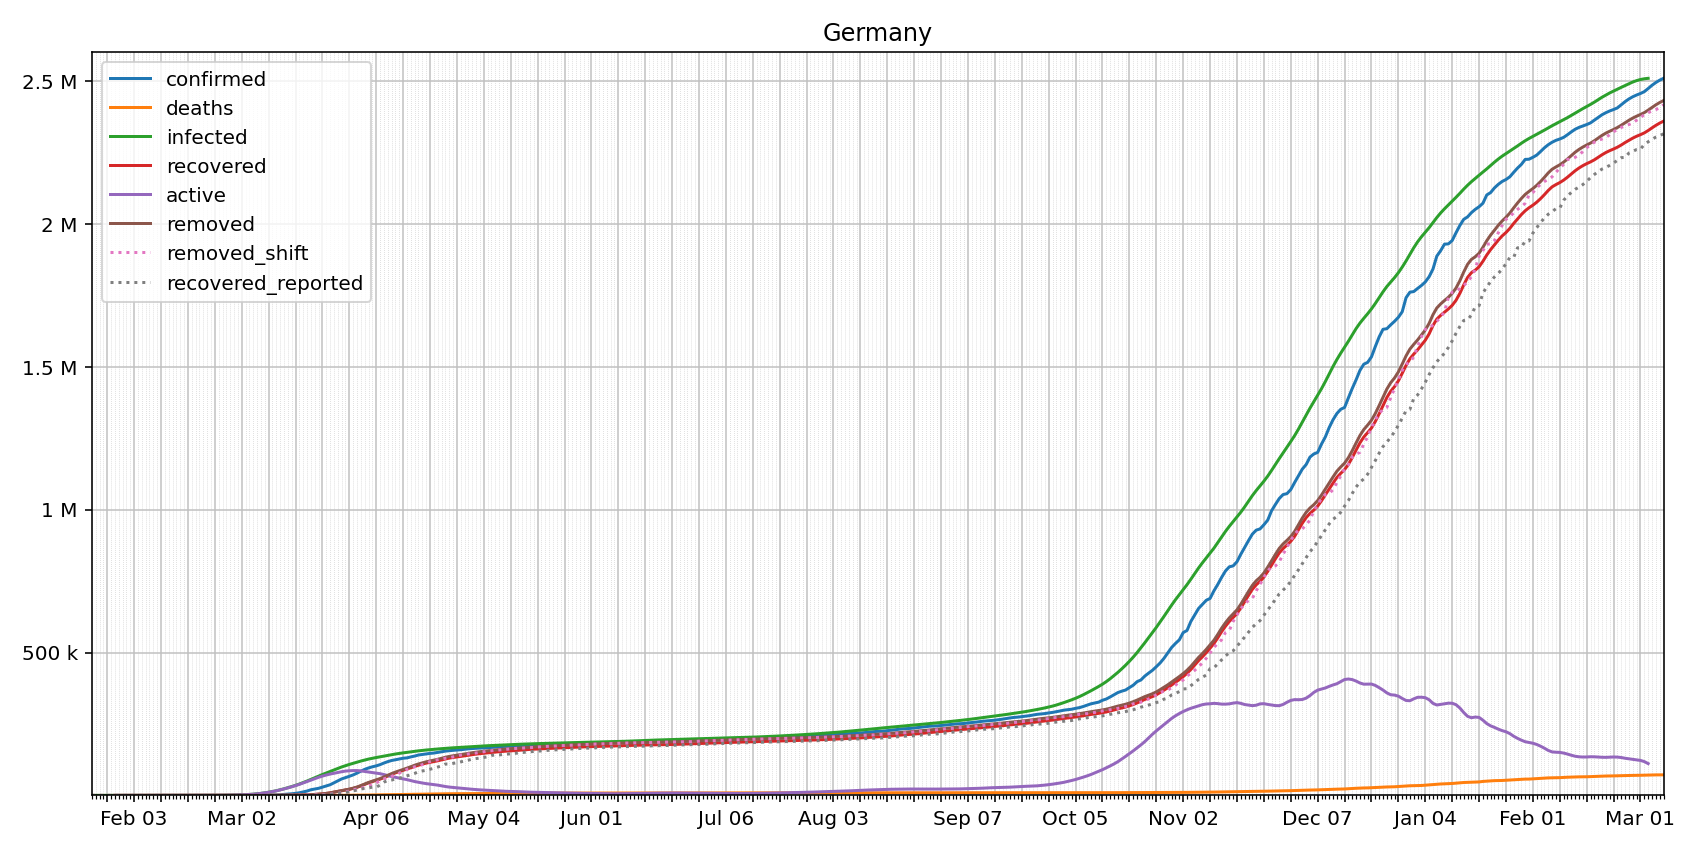 Germany
2.5 M
2 M
1.5 M
1 M
500 k
confirmed
deaths
infected
recovered
active
removed
removed_shift
recovered_reported
Feb 03 Mar 02 Apr 06 May 04 Jun 01 Jul 06 Aug 03 Sep 07 Oct 05 Nov 02 Dec 07 Jan 04 Feb 01 Mar 01